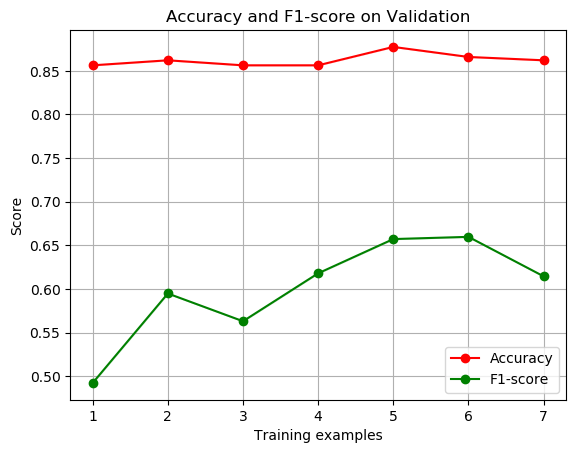 Accuracy and F1-score on Validation
0.85
0.80
0.75
0.70
0.65
0.60
0.55
0.50
Score
1 2 3 4 5 6 7
Training examples
Accuracy
F1-score